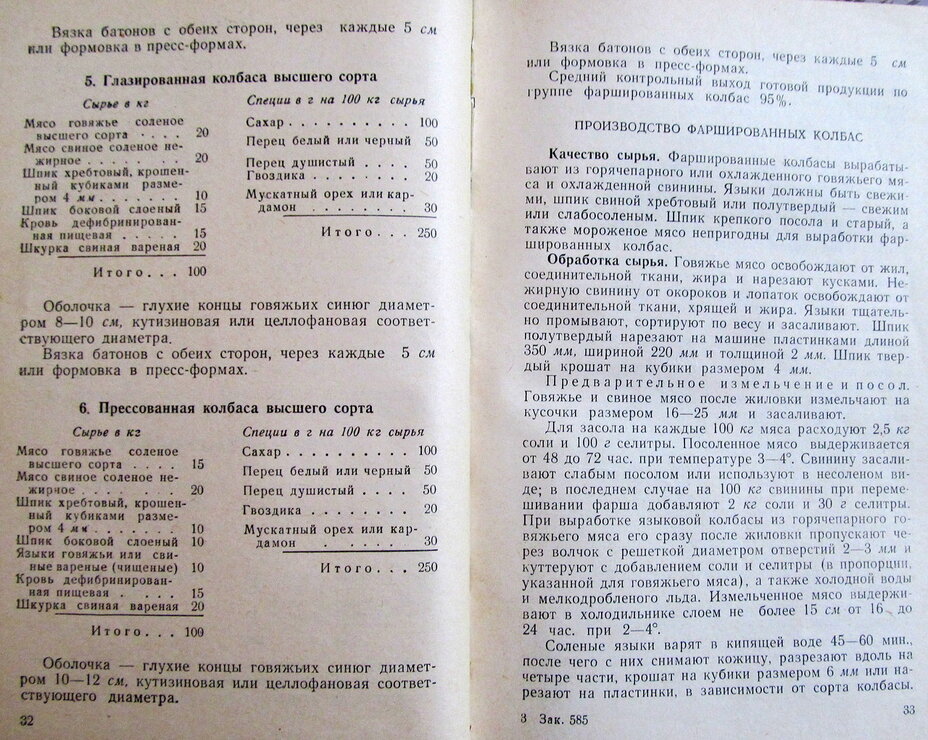 Вязка батонов с обеих сторон, через каждые 5 см
или формовка в пресс-формах.
5. Глазированная колбаса высшего сорта
Сырье в кг
Мясо говяжье соленое
высшего сорта . . . . 20
Мясо свиное соленое не-
жирное . . . . . . . 20
Шпик хребтовый, крошен-
ный кубиками разме-
ром 4 мм . . . . . . . 10
Шпик боковой слоеный 15
Кровь дефибринирован-
ная пищевая . . . . . 15
Шкурка свиная вареная 20
Итого . . . 100
Специи в г на 100 кг сырья
Сахар . . . . . . . . . . 100
Перец белый или черный 50
Перец душистый . . . . 50
Гвоздика . . . . . . . . 20
Мускатный орех или кар-
дамон . . . . . . . . 30
Итого . . . 250
Оболочка — глухие концы говяжьих синюг диамет-
ром 8—10 см, кутизиновая или целлофановая соответ-
ствующего диаметра.
Вязка батонов с обеих сторон, через каждые 5 см
или формовка в пресс-формах.
6. Прессованная колбаса высшего сорта
Сырье в кг
Мясо говяжье соленое
высшего сорта . . . . 15
Мясо свиное соленое не-
жирное . . . . . . . 20
Шпик хребтовый, крошен-
ный кубиками разме-
ром 4 мм . . . . . . 10
Шпик боковой слоеный 10
Языки говяжьи или сви-
ные вареные (чищеные) 10
Кровь дефибринирован-
ная пищевая . . . . . 15
Шкурка свиная вареная 20
Итого . . . 100
Специи в г на 100 кг сырья
Сахар . . . . . . . . . . 100
Перец белый или черный 50
Перец душистый . . . . 50
Гвоздика . . . . . . . . 20
Мускатный орех или кар-
дамон . . . . . . 30
Итого . . . 250
Оболочка — глухие концы говяжьих синюг диамет-
ром 10—12 см, кутизиновая или целлофановая соответ-
ствующего диаметра.
32
Вязка батонов с обеих сторон, через каждые 5 см
или формовка в пресс-формах.
Средний контрольный выход готовой продукции по
группе фаршированных колбас 95%.
ПРОИЗВОДСТВО ФАРШИРОВАННЫХ КОЛБАС
Качество сырья. Фаршированные колбасы вырабаты-
вают из горячепарного или охлажденного говяжьего мя-
са и охлажденной свинины. Языки должны быть свежи-
ми, шпик свиной хребтовый или полутвердый — свежим
или слабосоленым. Шпик крепкого посола и старый, а
также мороженое мясо непригодны для выработки фар-
шированных колбас.
Обработка сырья. Говяжье мясо освобождают от жил,
соединительной ткани, жира и нарезают кусками. Не-
жирную свинину от окороков и лопаток освобождают от
соединительной ткани, хрящей и жира. Языки тщатель-
но промывают, сортируют по весу и засаливают. Шпик
полутвердый нарезают на машине пластинками длиной
350 мм, шириной 220 мм и толщиной 2 мм. Шпик твер-
дый крошат на кубики размером 4 мм.
Предварительное измельчение и посол.
Говяжье и свиное мясо после жиловки измельчают на
кусочки размером 16—25 мм и засаливают.
Для засола на каждые 100 кг мяса расходуют 2,5 кг
соли и 100 г селитры. Посоленное мясо выдерживается
от 48 до 72 час. при температуре 3—4°. Свинину засали-
вают слабым посолом или используют в несоленом ви-
де; в последнем случае на 100 кг свинины при переме-
шивании фарша добавляют 2 кг соли и 30 г селитры.
При выработке языковой колбасы из горячепарного го-
вяжьего мяса его сразу после жиловки пропускают че-
рез волчок с решеткой диаметром отверстий 2—3 мм и
куттеруют с добавлением соли и селитры (в пропорции,
указанной для говяжьего мяса), а также холодной воды
и мелкодробленого льда. Измельченное мясо выдержи-
вают в холодильнике слоем не более 15 см от 16 до
24 час. при 2—4°.
Соленые языки варят в кипящей воде 45—60 мин.,
после чего с них снимают кожицу, разрезают вдоль на
четыре части, крошат на кубики размером 6 мм или на-
резают на пластинки, в зависимости от сорта колбасы.
3 Зак. 585
33